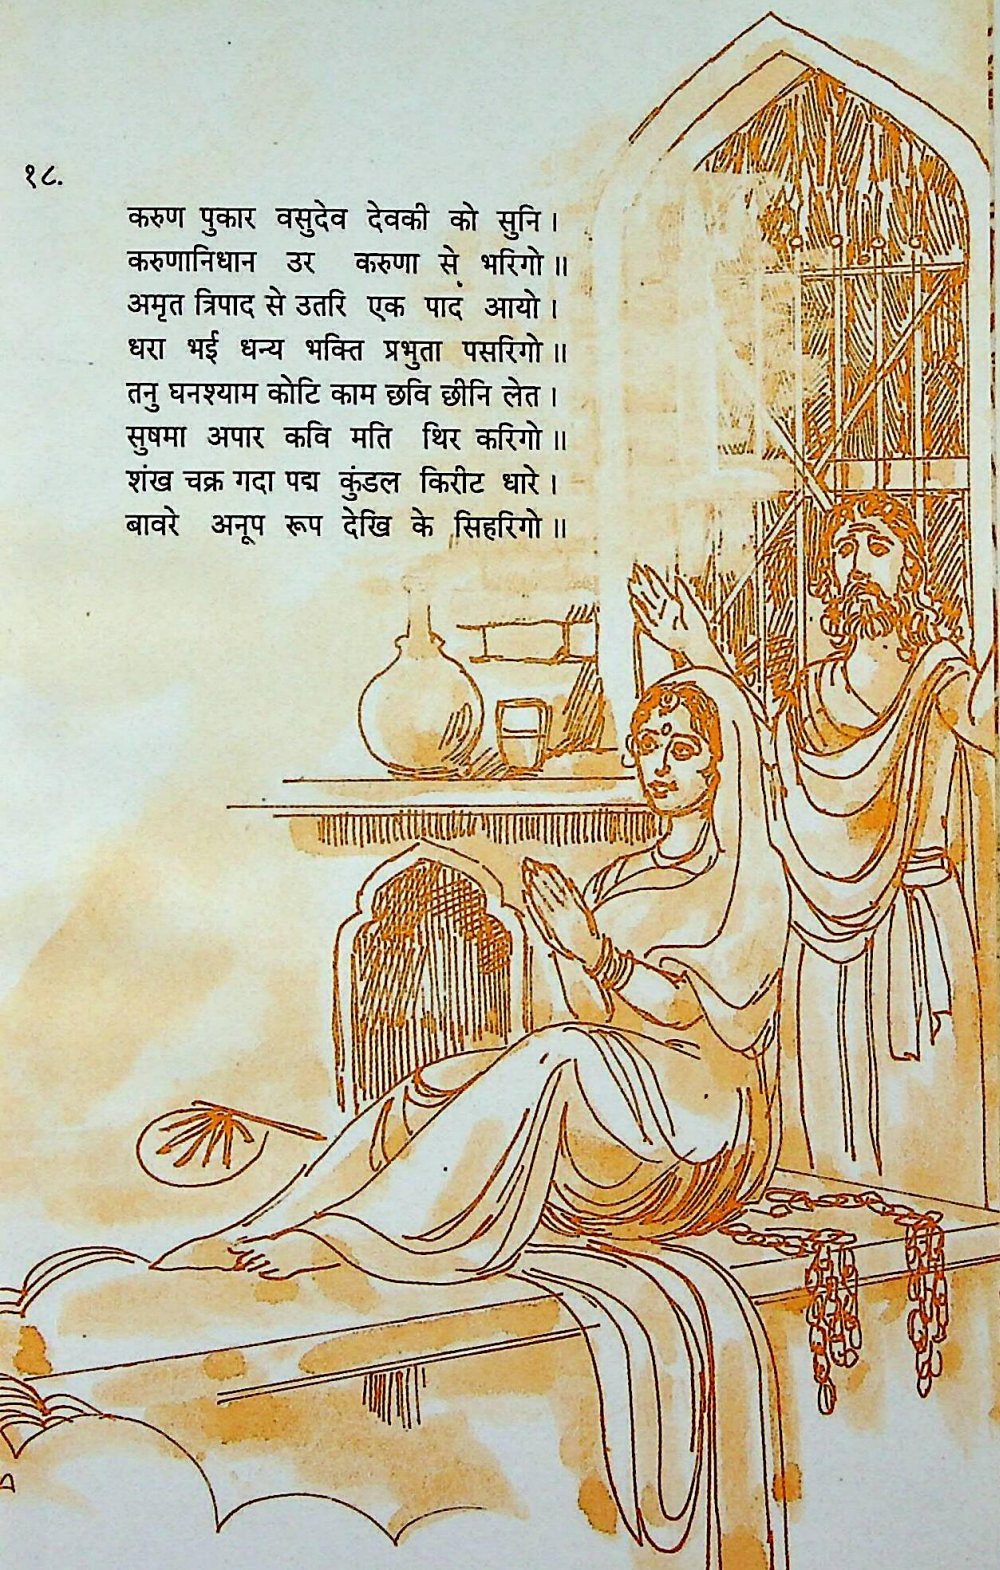 १८.
करुण पुकार वसुदेव देवकी को सुनि ।
करुणानिधान उर करुणा से भरिगो ॥
अमृत त्रिपाद से उतरि एक पाद आयो ।
धरा भई धन्य भक्ति प्रभुता पसरिगो ॥
तनु घनश्याम कोटि काम छवि छीनि लेत ।
सुषमा अपार कवि मति थिर करिगो ॥
शंख चक्र गदा पद्म कुंडल किरीट धारे ।
बावरे अनूप रूप देखि के सिहरिगो ॥